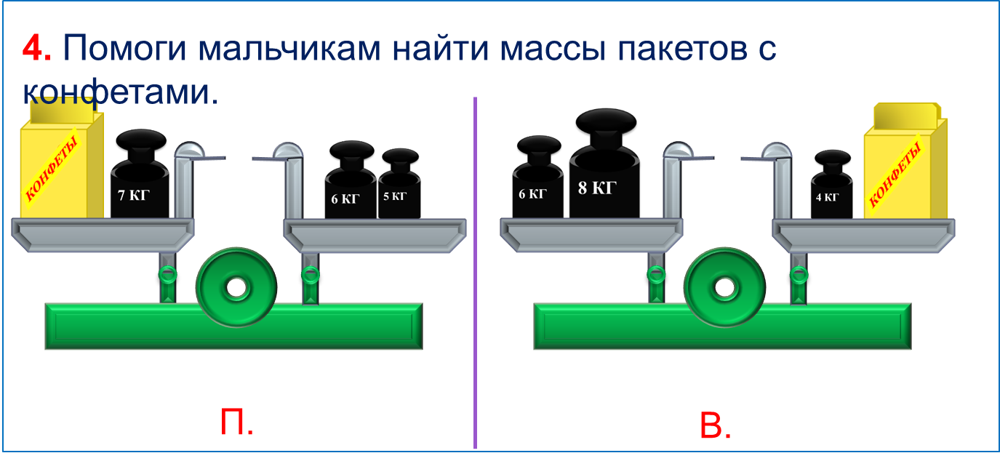 4. Помоги мальчикам найти массы пакетов с
конфетами.
КОНФЕТЫ
7 КГ
6 КГ
5 КГ
6 КГ
8 КГ
4 КГ
КОНФЕТЫ
П.
В.